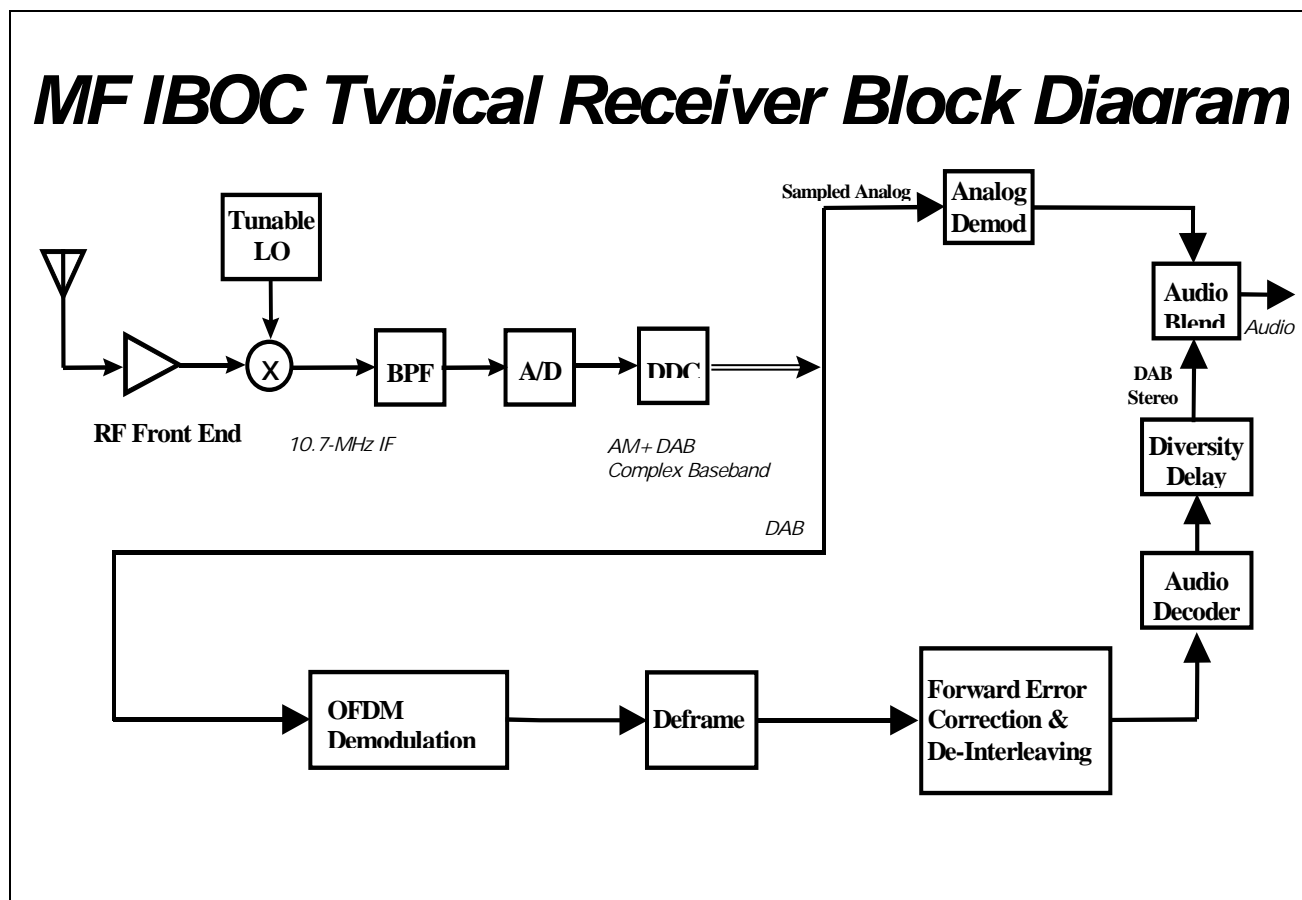 MF IBOC Typical Receiver Block Diagram
Sampled Analog
Analog
Demod
Tunable
LO
Audio
Blend
Audio
X
BPF
A/D
DDC
DAB
Stereo
RF Front End
10.7-MHz IF
AM+DAB
Complex Baseband
Diversity
Delay
DAB
Audio
Decoder
OFDM
Demodulation
Deframe
Forward Error
Correction &
De-Interleaving